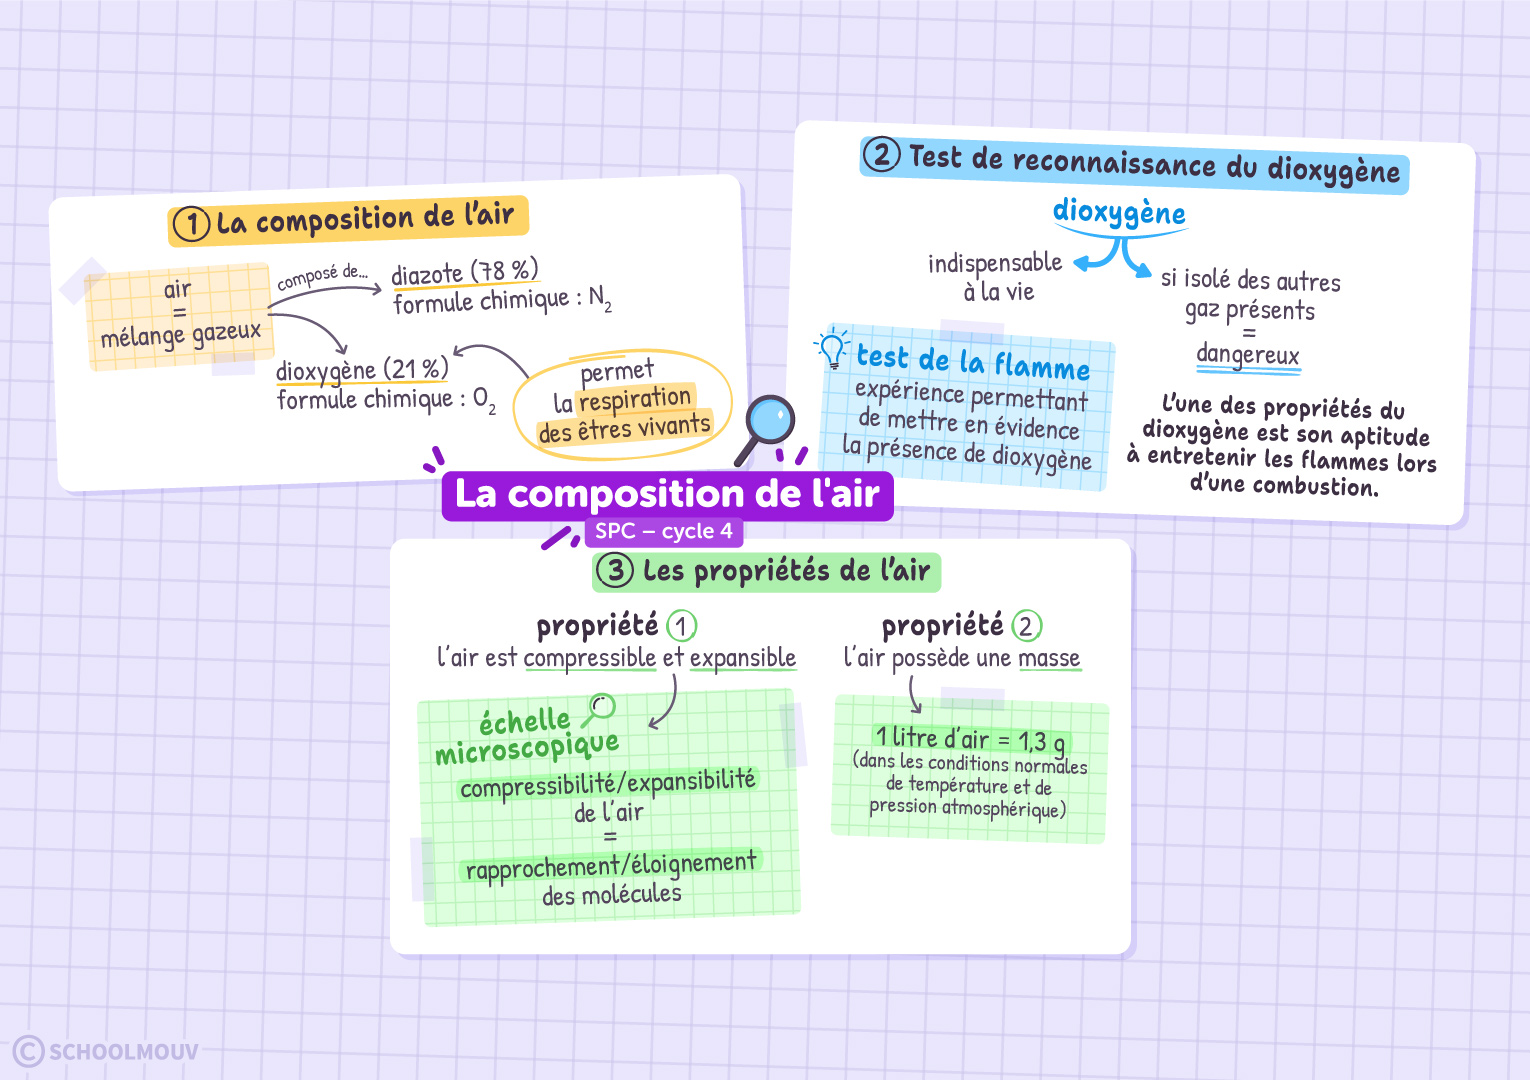 1 La composition de l'air
air
=
mélange gazeux
composé de...
diazote (78 %)
formule chimique : N₂
dioxygène (21 %)
formule chimique : O₂
permet
la respiration
des êtres vivants
2 Test de reconnaissance du dioxygène
dioxygène
indispensable
à la vie
si isolé des autres
gaz présents
=
dangereux
test de la flamme
expérience permettant
de mettre en évidence
la présence de dioxygène
L'une des propriétés du
dioxygène est son aptitude
à entretenir les flammes lors
d'une combustion.
La composition de l'air
SPC – cycle 4
3 Les propriétés de l'air
propriété 1
l'air est compressible et expansible
échelle
microscopique
compressibilité/expansibilité
de l'air
=
rapprochement/éloignement
des molécules
propriété 2
l'air possède une masse
1 litre d'air = 1,3 g
(dans les conditions normales
de température et de
pression atmosphérique)
© SCHOOLMOUV